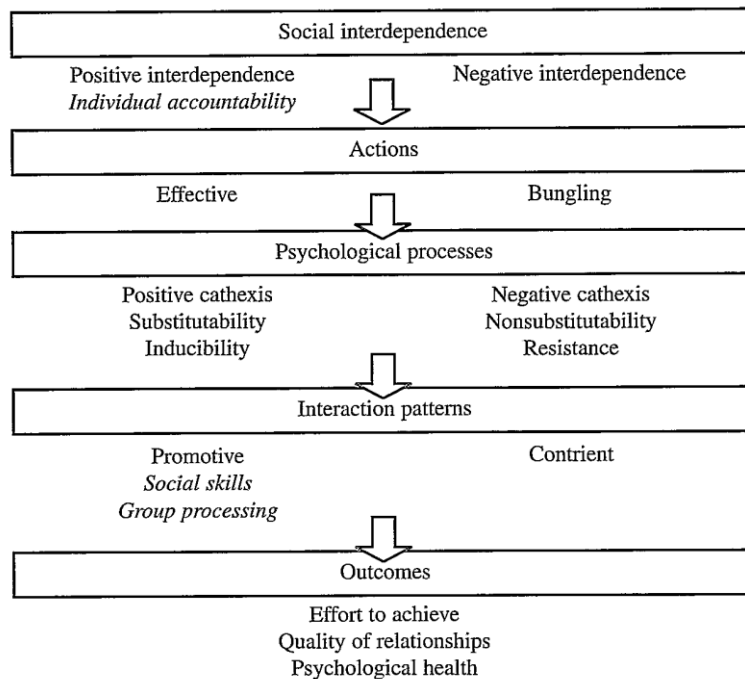 Social interdependence
Positive interdependence
Individual accountability
Negative interdependence
Actions
Effective
Bungling
Psychological processes
Positive cathexis
Substitutability
Inducibility
Negative cathexis
Nonsubstitutability
Resistance
Interaction patterns
Promotive
Social skills
Group processing
Contrient
Outcomes
Effort to achieve
Quality of relationships
Psychological health